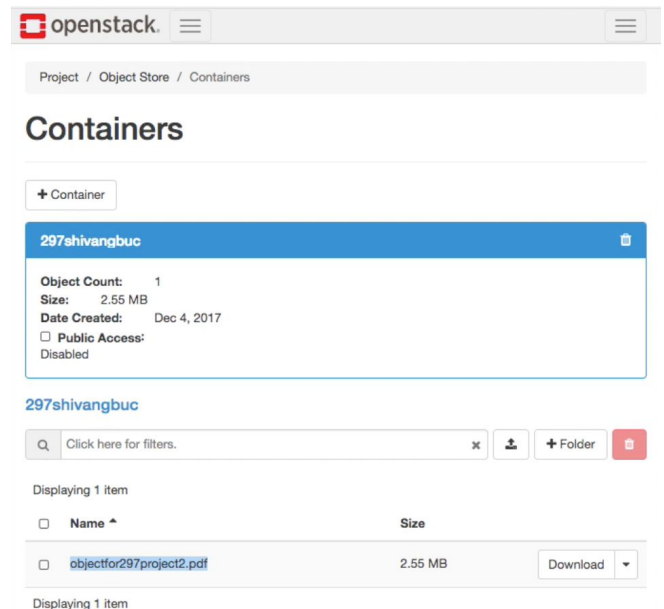 openstack.
Project / Object Store / Containers
Containers
+ Container
297shivangbuc
Object Count: 1
Size: 2.55 MB
Date Created: Dec 4, 2017
Public Access:
Disabled
297shivangbuc
Click here for filters.
+ Folder
Displaying 1 item
Name Size
objectfor297project2.pdf 2.55 MB Download
Displaying 1 item